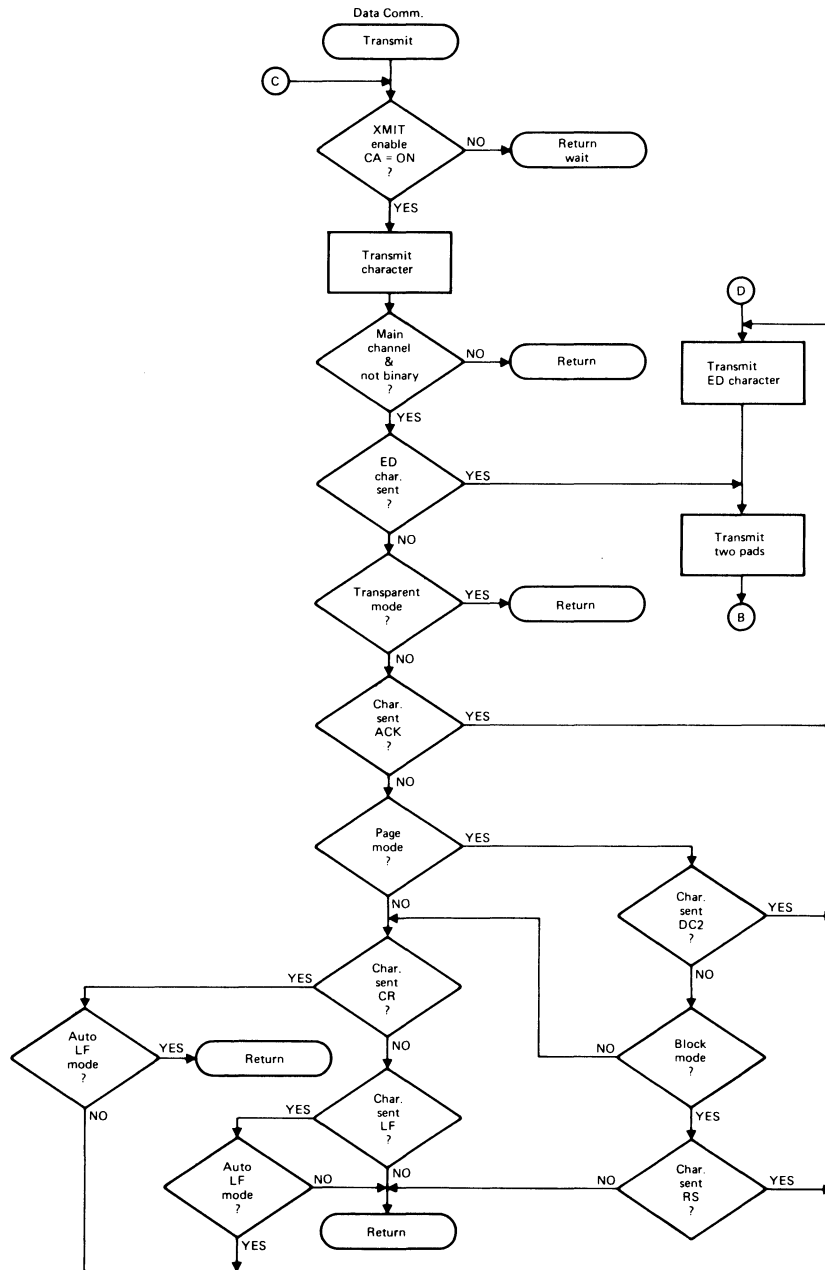 Data Comm.
Transmit
C
XMIT
enable
CA = ON
?
NO
Return
wait
YES
Transmit
character
D
Main
channel
&
not binary
?
NO
Return
Transmit
ED character
YES
ED
char.
sent
?
YES
NO
Transmit
two pads
Transparent
mode
?
YES
Return
B
NO
Char.
sent
ACK
?
YES
NO
Page
mode
?
YES
NO
Char.
sent
DC2
?
YES
NO
Char.
sent
CR
?
YES
NO
Auto
LF
mode
?
YES
Return
NO
Block
mode
?
NO
YES
Char.
sent
LF
?
YES
NO
Auto
LF
mode
?
NO
YES
Char.
sent
RS
?
NO
YES
Return